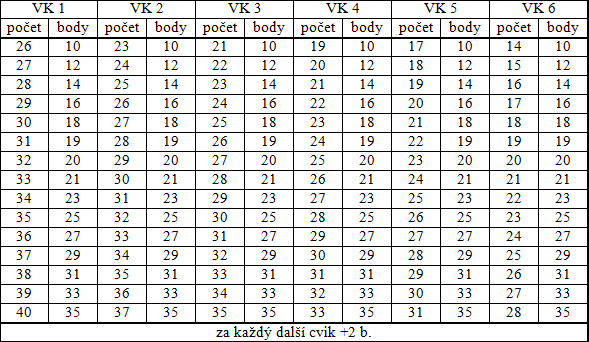 VK 1 VK 2 VK 3 VK 4 VK 5 VK 6
počet body počet body počet body počet body počet body počet body
26 10 23 10 21 10 19 10 17 10 14 10
27 12 24 12 22 12 20 12 18 12 15 12
28 14 25 14 23 14 21 14 19 14 16 14
29 16 26 16 24 16 22 16 20 16 17 16
30 18 27 18 25 18 23 18 21 18 18 18
31 19 28 19 26 19 24 19 22 19 19 19
32 20 29 20 27 20 25 20 23 20 20 20
33 21 30 21 28 21 26 21 24 21 21 21
34 23 31 23 29 23 27 23 25 23 22 23
35 25 32 25 30 25 28 25 26 25 23 25
36 27 33 27 31 27 29 27 27 27 24 27
37 29 34 29 32 29 30 29 28 29 25 29
38 31 35 31 33 31 31 31 29 31 26 31
39 33 36 33 34 33 32 33 30 33 27 33
40 35 37 35 35 35 33 35 31 35 28 35
za každý další cvik +2 b.